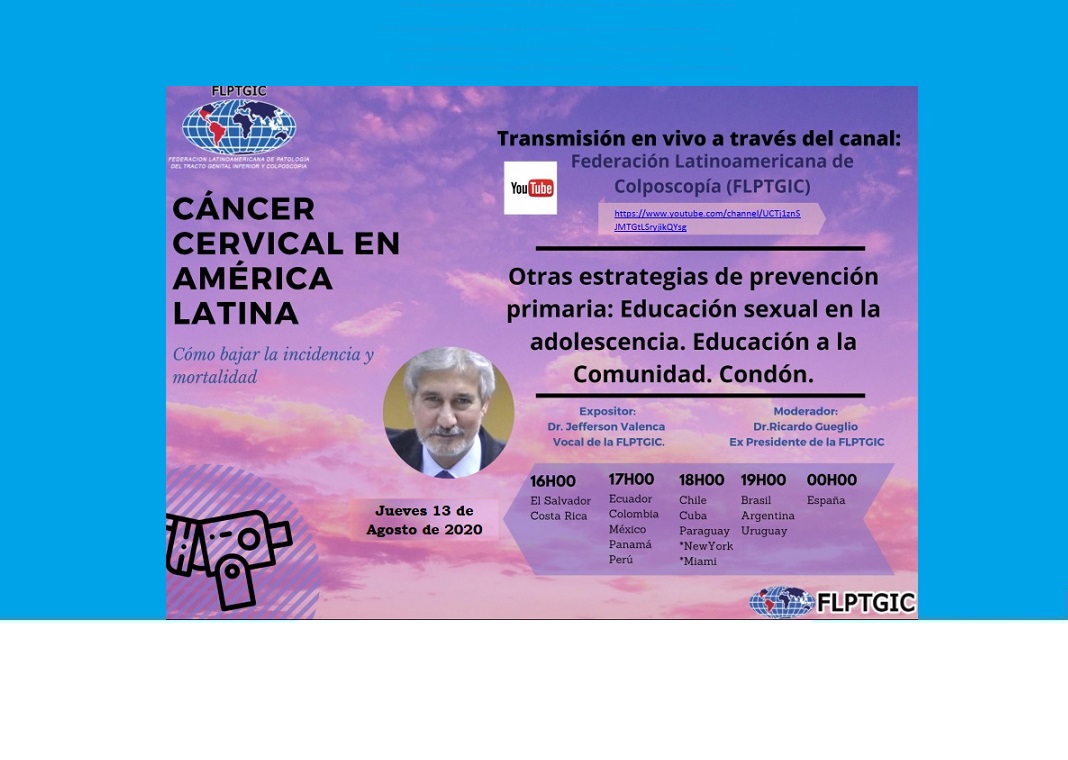 FLPTGIC
FEDERACION LATINOAMERICANA DE PATOLOGIA
DEL TRACTO GENITAL INFERIOR Y COLPOSCOPIA
CÁNCER
CERVICAL EN
AMÉRICA
LATINA
Cómo bajar la incidencia y
mortalidad
Transmisión en vivo a través del canal:
Federación Latinoamericana de
Colposcopía (FLPTGIC)
YouTube
https://www.youtube.com/channel/UCTj1znS
JMTGtLSryjikQYsg
Otras estrategias de prevención
primaria: Educación sexual en la
adolescencia. Educación a la
Comunidad. Condón.
Expositor:
Dr. Jefferson Valenca
Vocal de la FLPTGIC.
Moderador:
Dr.Ricardo Gueglio
Ex Presidente de la FLPTGIC
Jueves 13 de
Agosto de 2020
16H00
El Salvador
Costa Rica
17H00
Ecuador
Colombia
México
Panamá
Perú
18H00
Chile
Cuba
Paraguay
*NewYork
*Miami
19H00
Brasil
Argentina
Uruguay
00H00
España
FLPTGIC